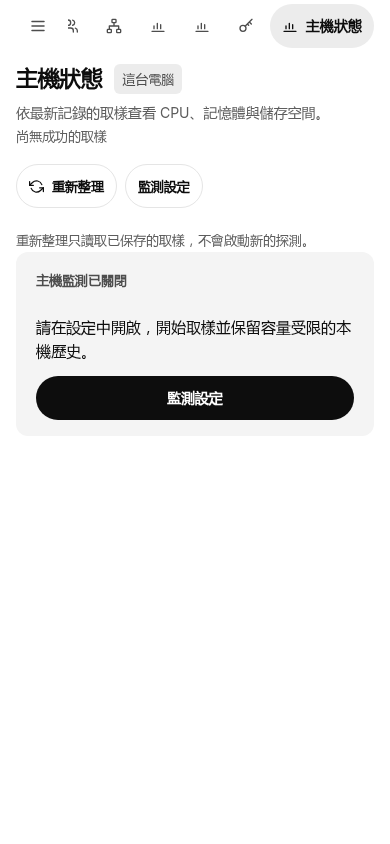 主機狀態
主機狀態
這台電腦
依最新記錄的取樣查看 CPU、記憶體與儲存空間。
尚無成功的取樣
重新整理
監測設定
重新整理只讀取已保存的取樣，不會啟動新的探測。
主機監測已關閉
請在設定中開啟，開始取樣並保留容量受限的本
機歷史。
監測設定